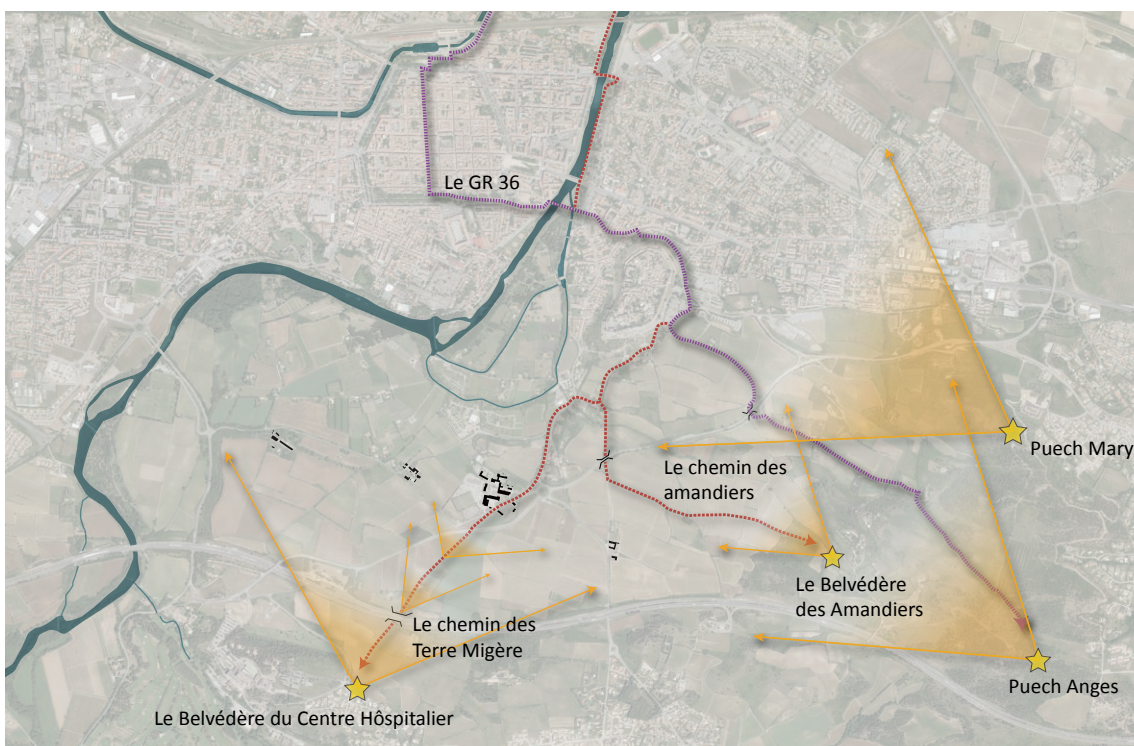 Le GR 36
Puech Mary
Le chemin des
amandiers
Le Belvédère
des Amandiers
Le chemin des
Terre Migère
Puech Anges
Le Belvédère du Centre Hôspitalier